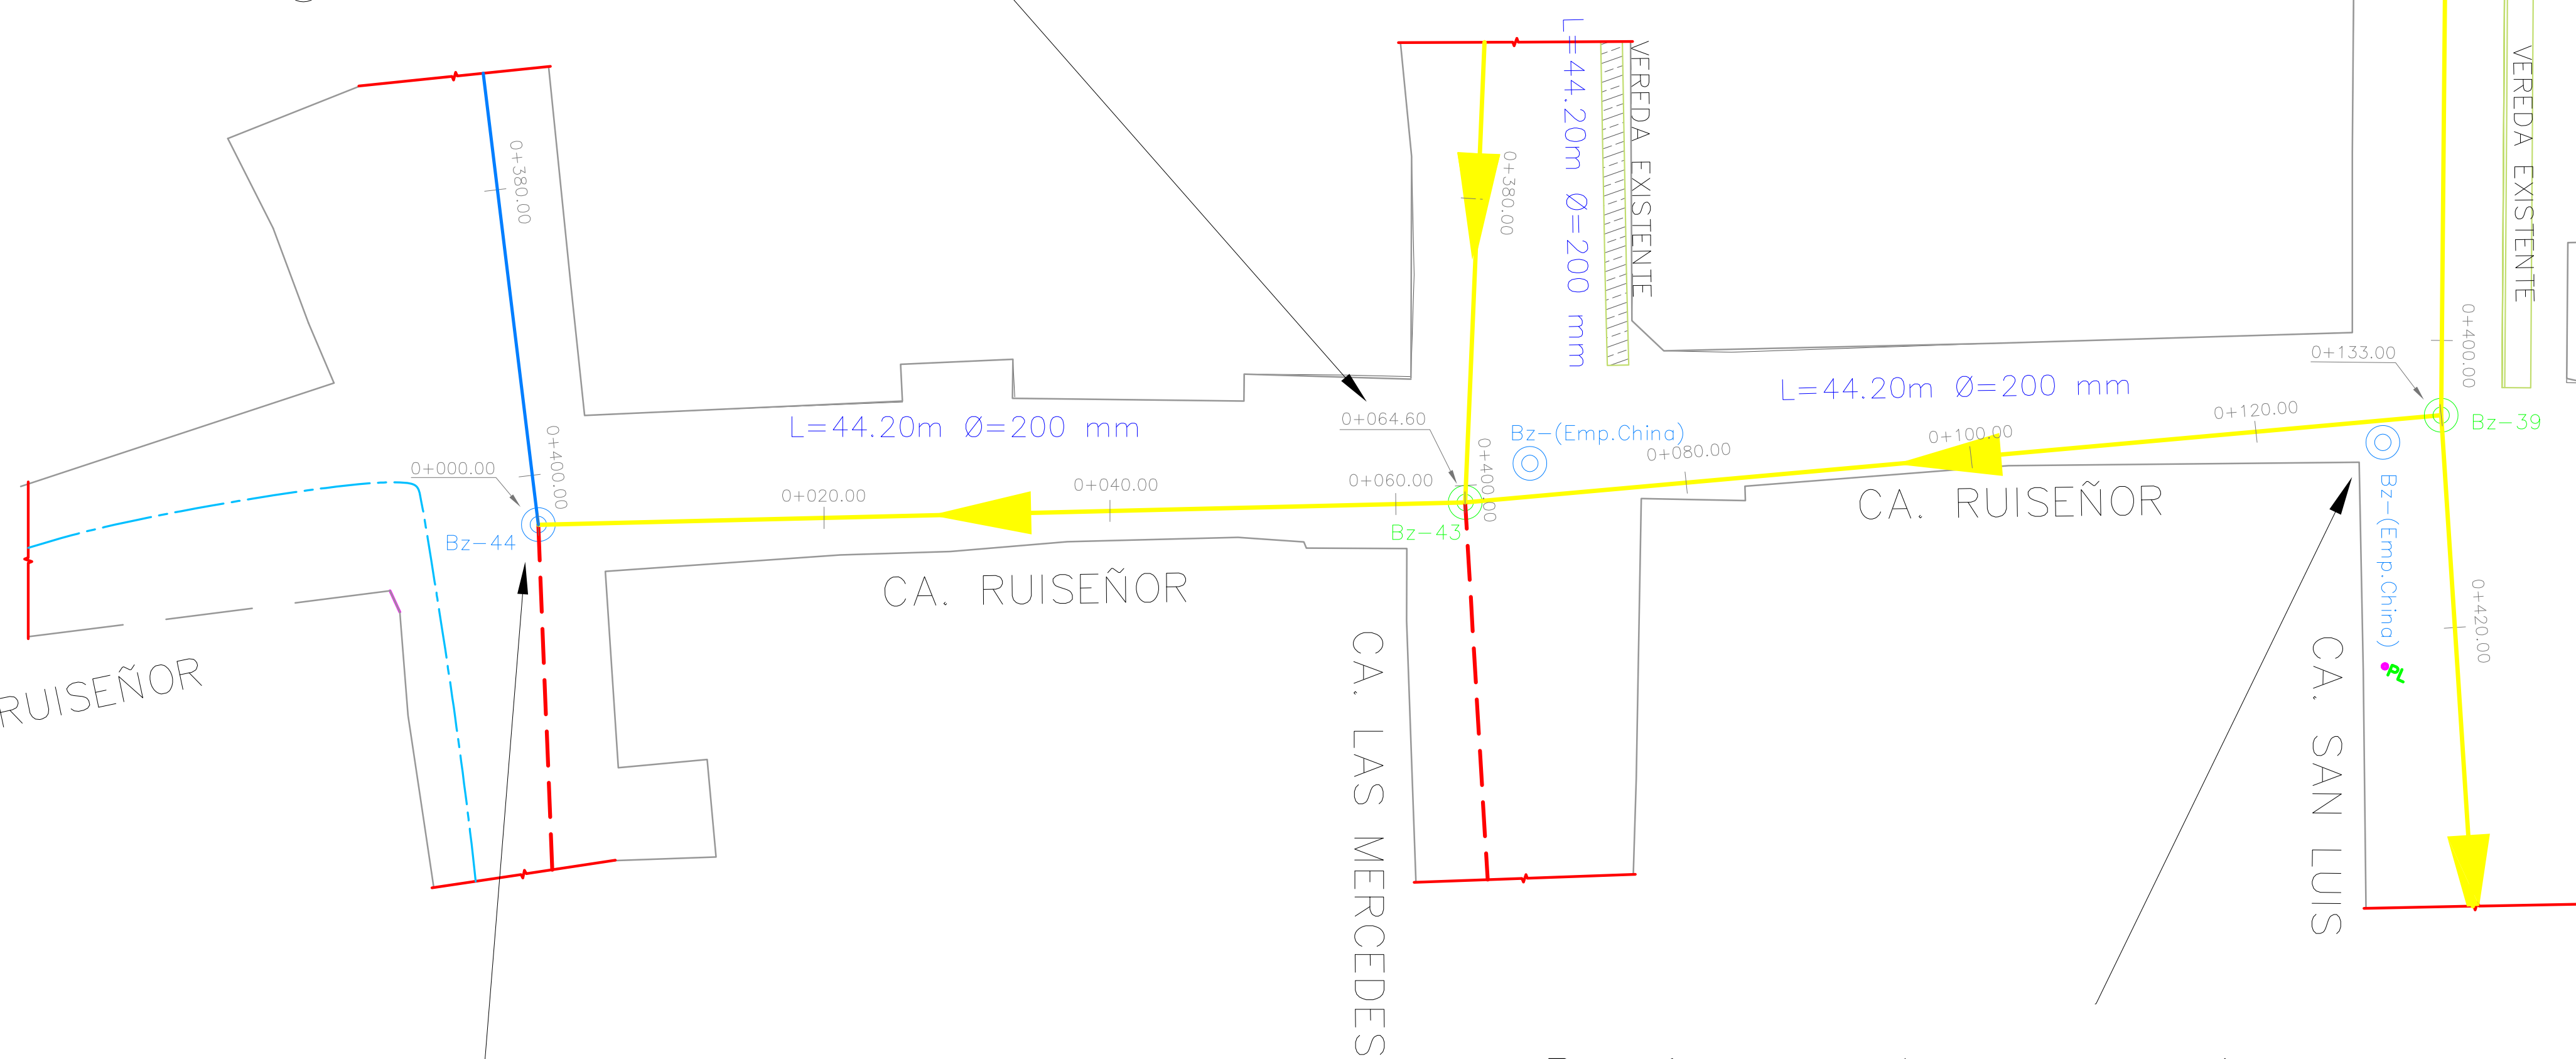 0+380.00
L=44.20m Ø=200 mm
VEREDA EXISTENTE
0+380.00
VEREDA EXISTENTE
0+400.00
0+133.00
L=44.20m Ø=200 mm
0+120.00
Bz-39
L=44.20m Ø=200 mm
0+064.60
Bz-(Emp.China)
0+100.00
0+080.00
0+400.00
0+000.00
0+400.00
0+020.00
0+040.00
0+060.00
Bz-44
Bz-43
CA. RUISEÑOR
Bz-(Emp.China)
CA. RUISEÑOR
0+420.00
RUISEÑOR
CA. LAS MERCEDES
CA. SAN LUIS
PL